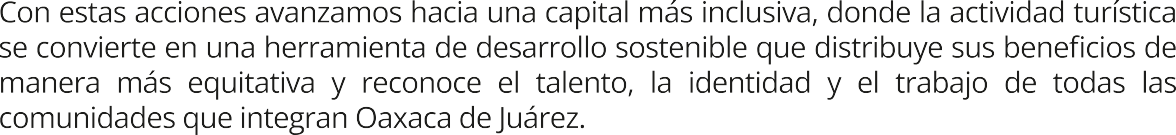 Con estas acciones avanzamos hacia una capital más inclusiva, donde la actividad turística
se convierte en una herramienta de desarrollo sostenible que distribuye sus beneficios de
manera más equitativa y reconoce el talento, la identidad y el trabajo de todas las
comunidades que integran Oaxaca de Juárez.